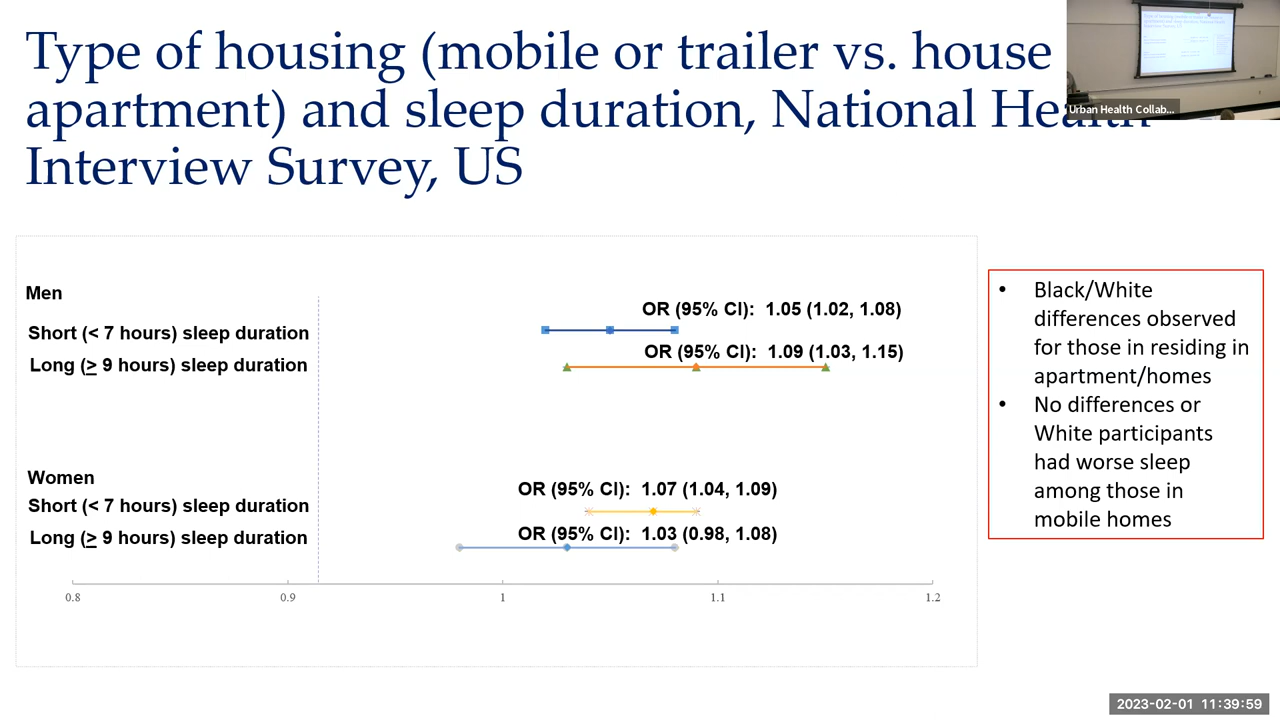 Type of housing (mobile or trailer vs. house
apartment) and sleep duration, National Health
Interview Survey, US
Urban Health Collab...
Men
OR (95% CI): 1.05 (1.02, 1.08)
Short (< 7 hours) sleep duration
OR (95% CI): 1.09 (1.03, 1.15)
Long (≥ 9 hours) sleep duration
Women
OR (95% CI): 1.07 (1.04, 1.09)
Short (< 7 hours) sleep duration
OR (95% CI): 1.03 (0.98, 1.08)
Long (≥ 9 hours) sleep duration
0.8 0.9 1 1.1 1.2
• Black/White
differences observed
for those in residing in
apartment/homes
• No differences or
White participants
had worse sleep
among those in
mobile homes
2023-02-01 11:39:59